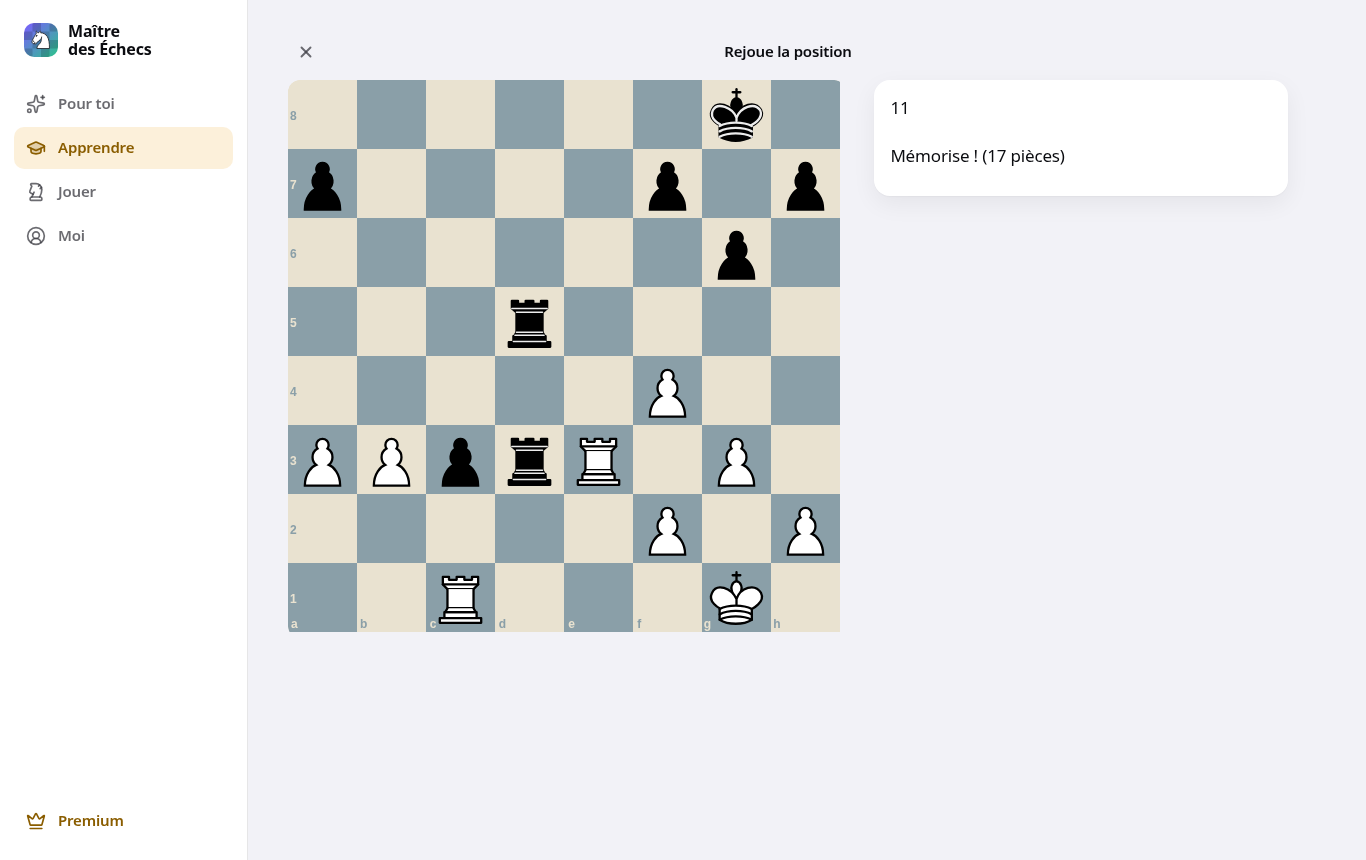 Maître
des Échecs
Pour toi
Apprendre
Jouer
Moi
Premium
Rejoue la position
8
7
6
5
4
3
2
1
a b c d e f g h
11
Mémorise ! (17 pièces)